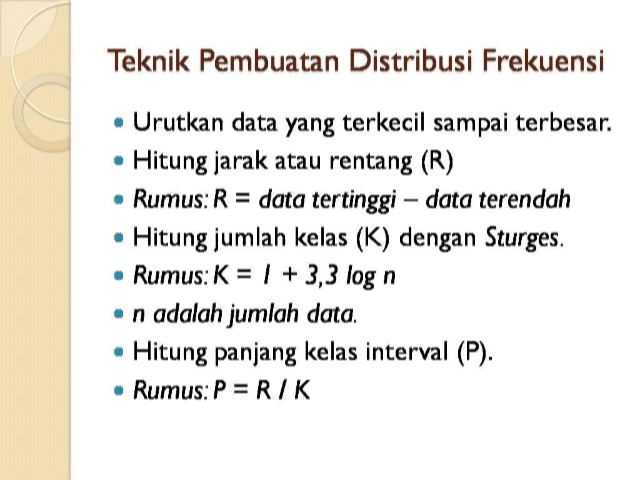 Teknik Pembuatan Distribusi Frekuensi
• Urutkan data yang terkecil sampai terbesar.
• Hitung jarak atau rentang (R)
• Rumus: R = data tertinggi – data terendah
• Hitung jumlah kelas (K) dengan Sturges.
• Rumus: K = 1 + 3,3 log n
• n adalah jumlah data.
• Hitung panjang kelas interval (P).
• Rumus: P = R / K